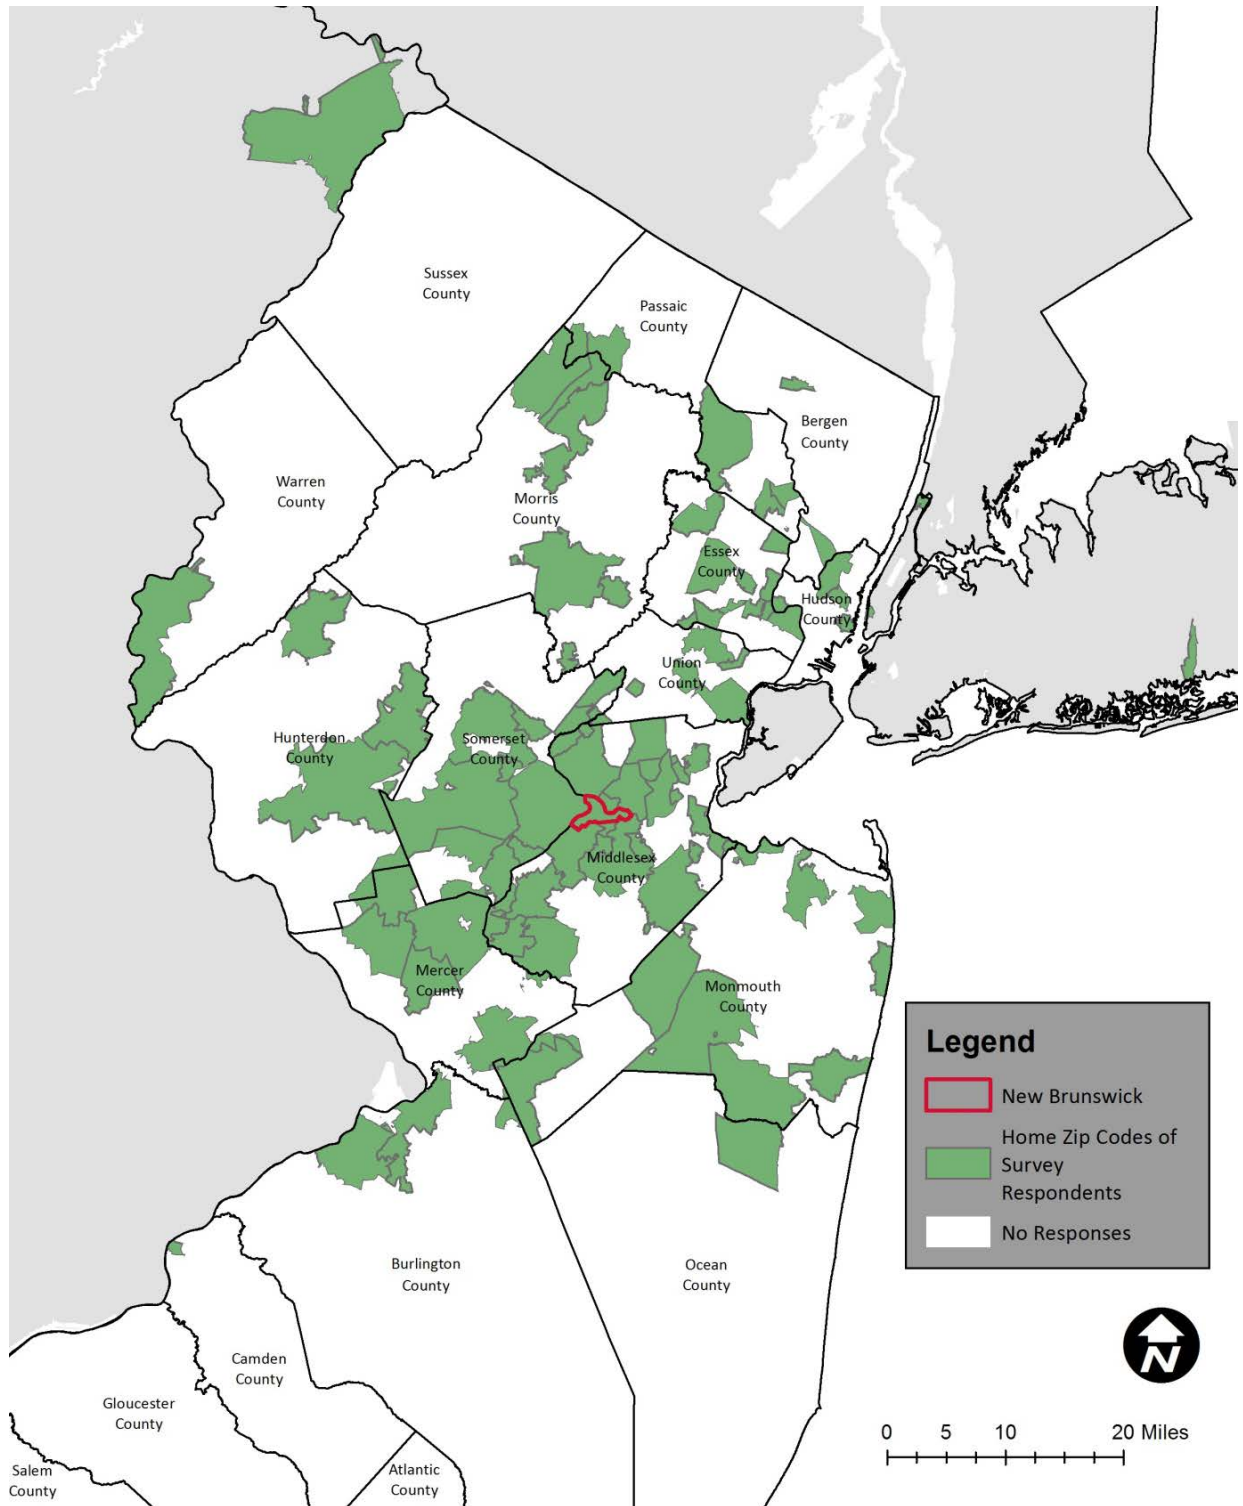 Sussex
County
Passaic
County
Bergen
County
Warren
County
Morris
County
Essex
County
Hudson
County
Union
County
Hunterdon
County
Somerset
County
Middlesex
County
Mercer
County
Monmouth
County
Legend
New Brunswick
Home Zip Codes of
Survey
Respondents
No Responses
Burlington
County
Ocean
County
Camden
County
Gloucester
County
Salem
County
Atlantic
County
N
0 5 10 20 Miles